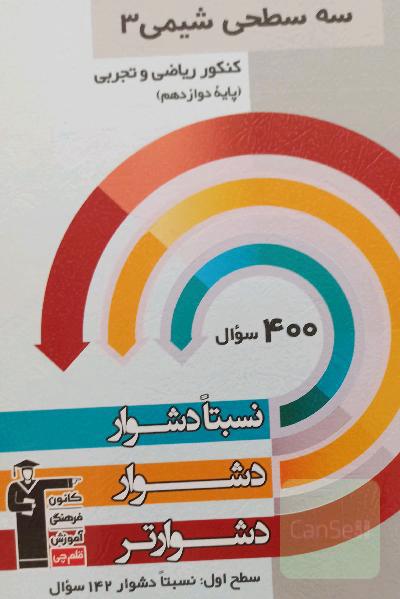 سه سطحی شیمی ۳
کنکور ریاضی و تجربی
(پایهٔ دوازدهم)
۴۰۰ سؤال
نسبتاً دشوار
دشوار
دشوارتر
کانون
فرهنگی
آموزش
قلم‌چی
CanSell
سطح اول: نسبتاً دشوار ۱۴۲ سؤال